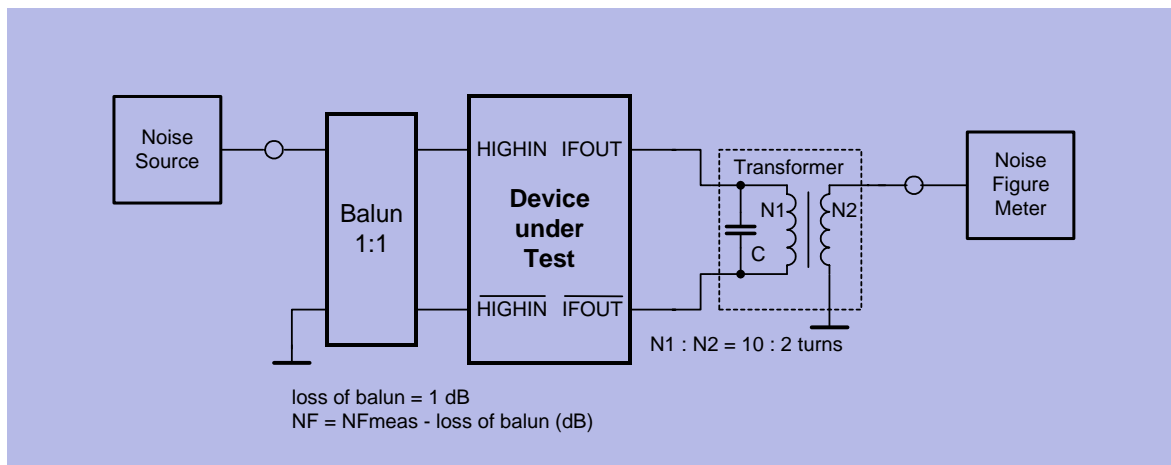 Noise
Source
Balun
1:1
HIGHIN IFOUT
Device
under
Test
HIGHIN IFOUT
Transformer
N1 N2
C
N1 : N2 = 10 : 2 turns
Noise
Figure
Meter
loss of balun = 1 dB
NF = NFmeas - loss of balun (dB)